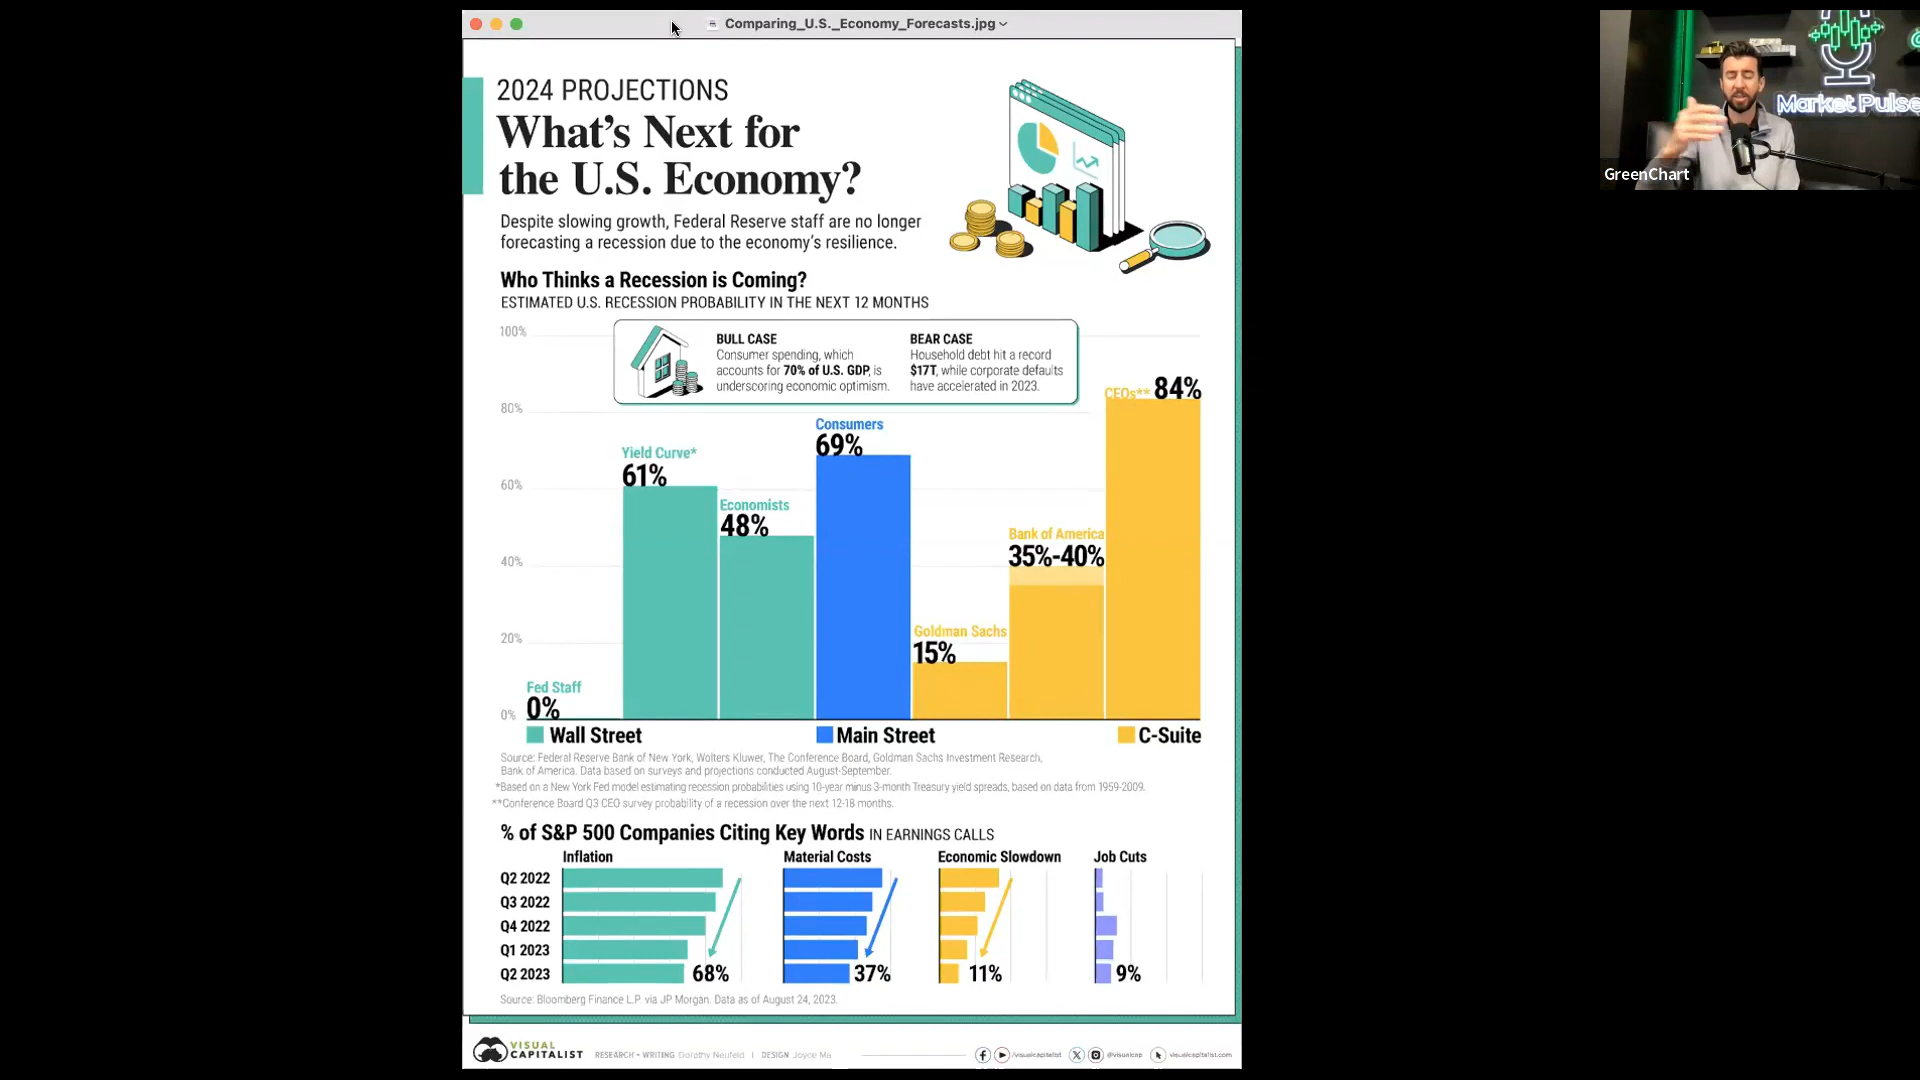 Comparing_U.S._Economy_Forecasts.jpg
Market Pulse
GreenChart
2024 PROJECTIONS
What's Next for
the U.S. Economy?
Despite slowing growth, Federal Reserve staff are no longer
forecasting a recession due to the economy's resilience.
Who Thinks a Recession is Coming?
ESTIMATED U.S. RECESSION PROBABILITY IN THE NEXT 12 MONTHS
100%
80%
60%
40%
20%
0%
BULL CASE
Consumer spending, which
accounts for 70% of U.S. GDP, is
underscoring economic optimism.
BEAR CASE
Household debt hit a record
$17T, while corporate defaults
have accelerated in 2023.
Fed Staff
0%
Yield Curve*
61%
Economists
48%
Consumers
69%
Goldman Sachs
15%
Bank of America
35%-40%
CEOs** 84%
Wall Street
Main Street
C-Suite
Source: Federal Reserve Bank of New York, Wolters Kluwer, The Conference Board, Goldman Sachs Investment Research,
Bank of America. Data based on surveys and projections conducted August-September.
*Based on a New York Fed model estimating recession probabilities using 10-year minus 3-month Treasury yield spreads, based on data from 1959-2009.
**Conference Board Q3 CEO survey probability of a recession over the next 12-18 months.
% of S&P 500 Companies Citing Key Words IN EARNINGS CALLS
Inflation
Material Costs
Economic Slowdown
Job Cuts
Q2 2022
Q3 2022
Q4 2022
Q1 2023
Q2 2023
68%
37%
11%
9%
Source: Bloomberg Finance L.P. via JP Morgan. Data as of August 24, 2023.
VISUAL
CAPITALIST
RESEARCH + WRITING Dorothy Neufeld | DESIGN Joyce Ma
/visualcapitalist
@visualcap
visualcapitalist.com